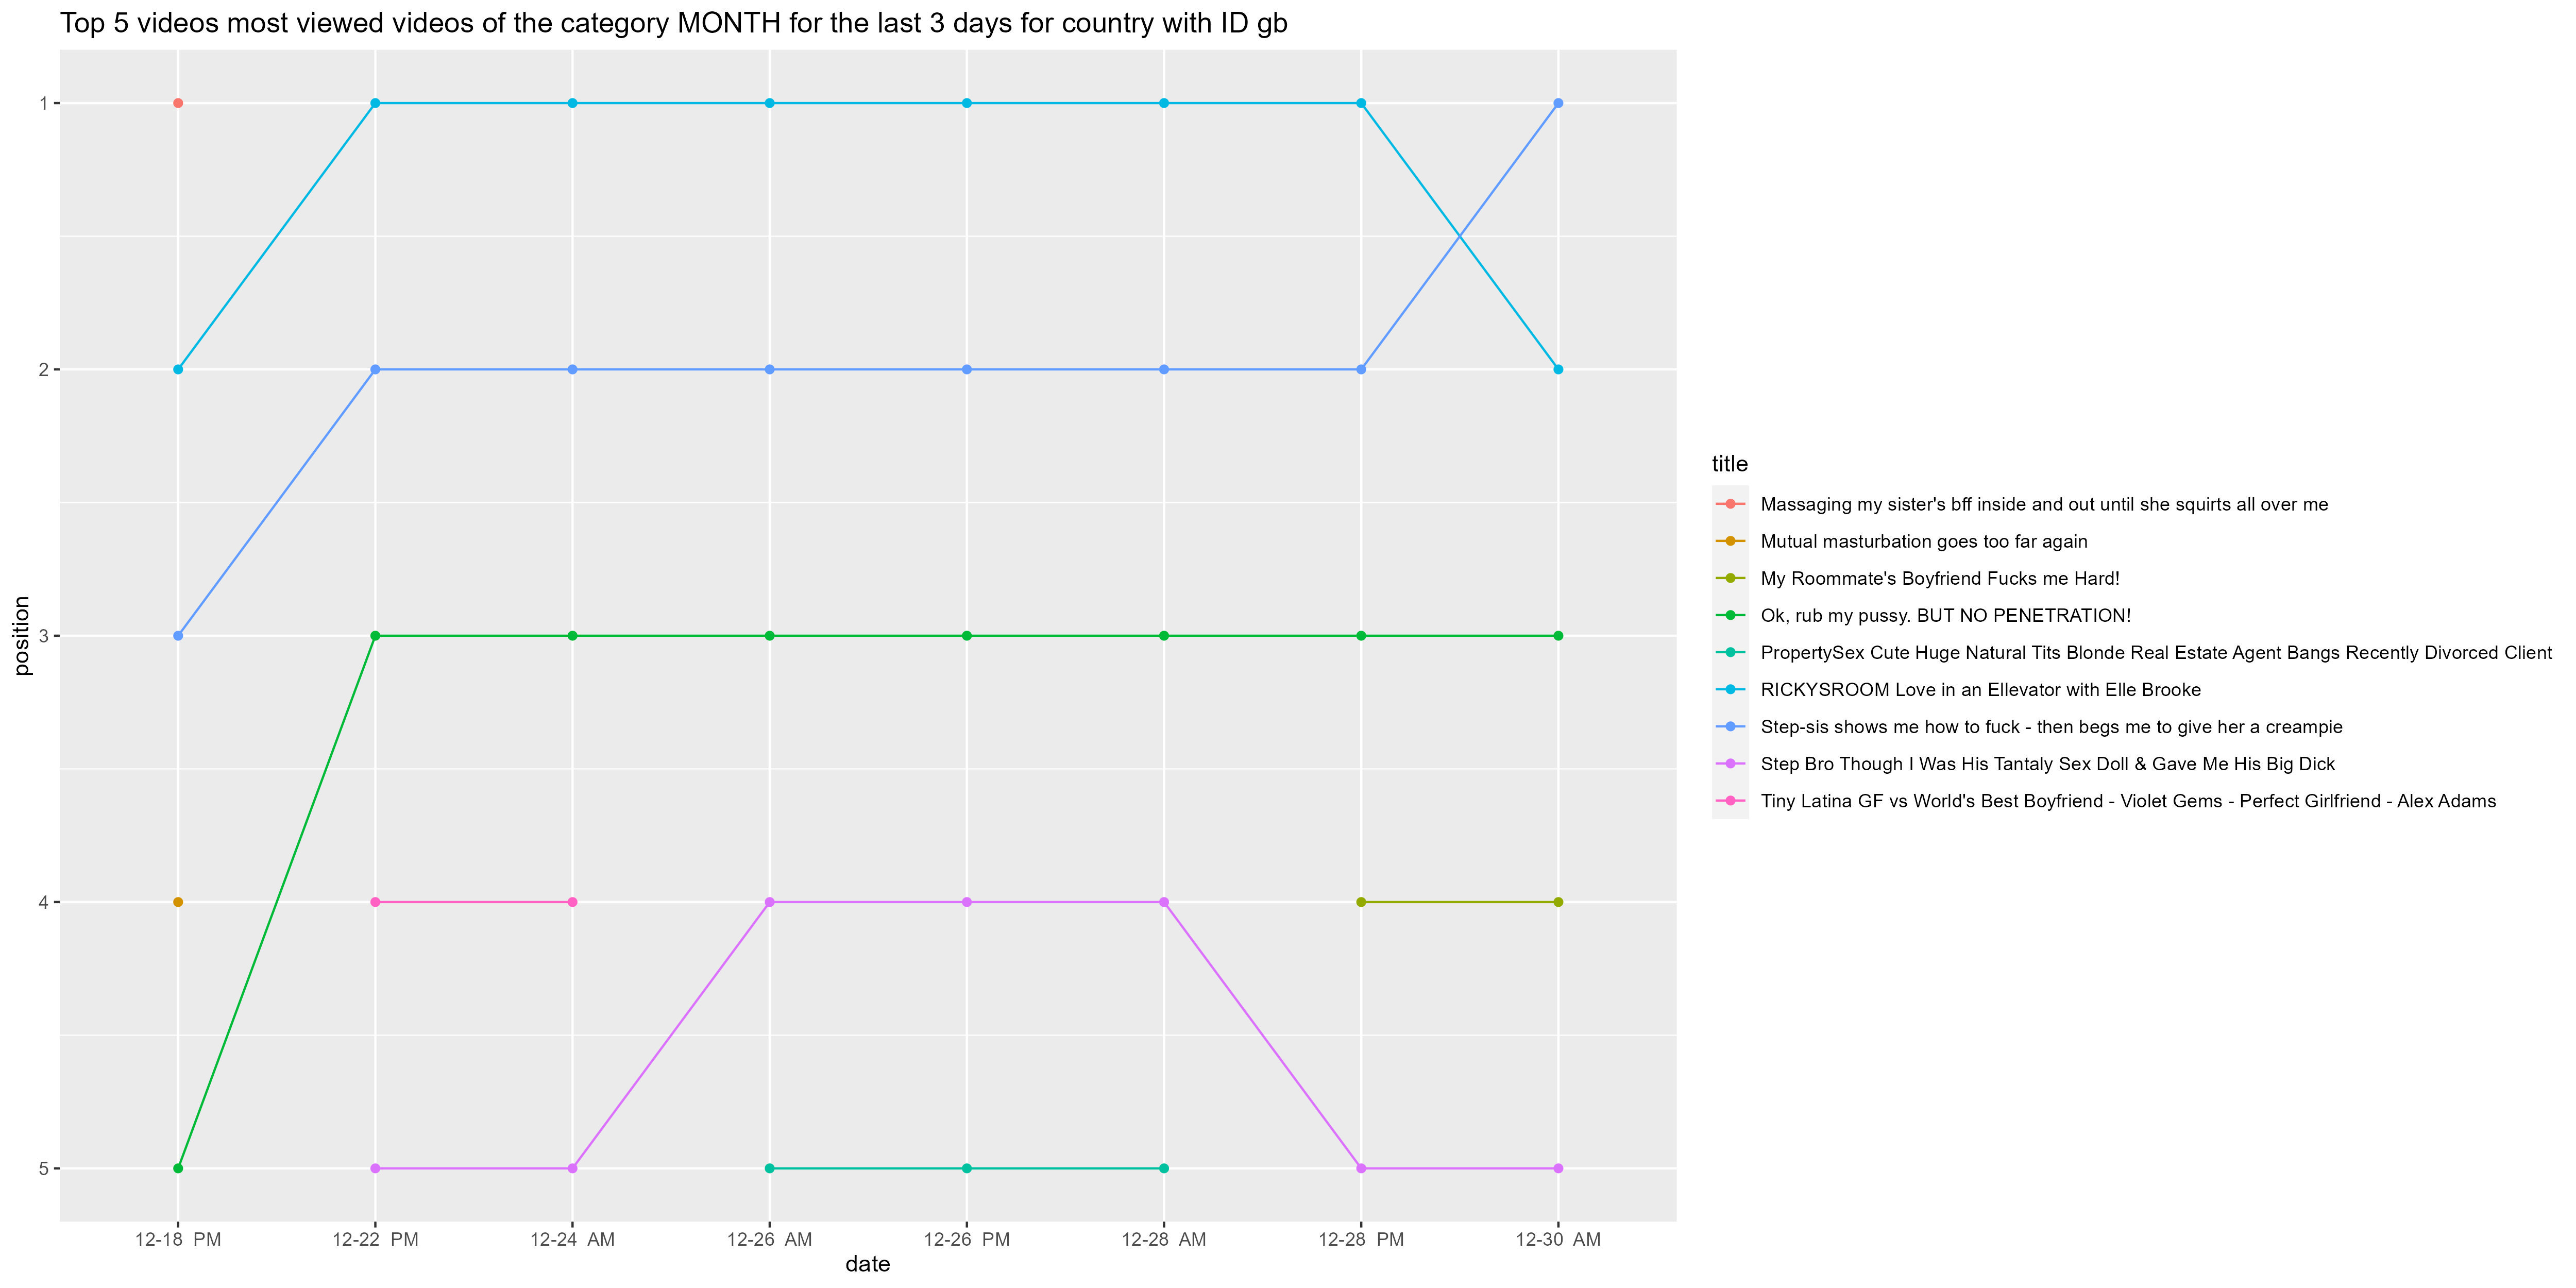 Top 5 videos most viewed videos of the category MONTH for the last 3 days for country with ID gb
1
2
3
4
5
position
12-18 PM
12-22 PM
12-24 AM
12-26 AM
12-26 PM
12-28 AM
12-28 PM
12-30 AM
date
title
Massaging my sister's bff inside and out until she squirts all over me
Mutual masturbation goes too far again
My Roommate's Boyfriend Fucks me Hard!
Ok, rub my pussy. BUT NO PENETRATION!
PropertySex Cute Huge Natural Tits Blonde Real Estate Agent Bangs Recently Divorced Client
RICKYSROOM Love in an Ellevator with Elle Brooke
Step-sis shows me how to fuck - then begs me to give her a creampie
Step Bro Though I Was His Tantaly Sex Doll & Gave Me His Big Dick
Tiny Latina GF vs World's Best Boyfriend - Violet Gems - Perfect Girlfriend - Alex Adams